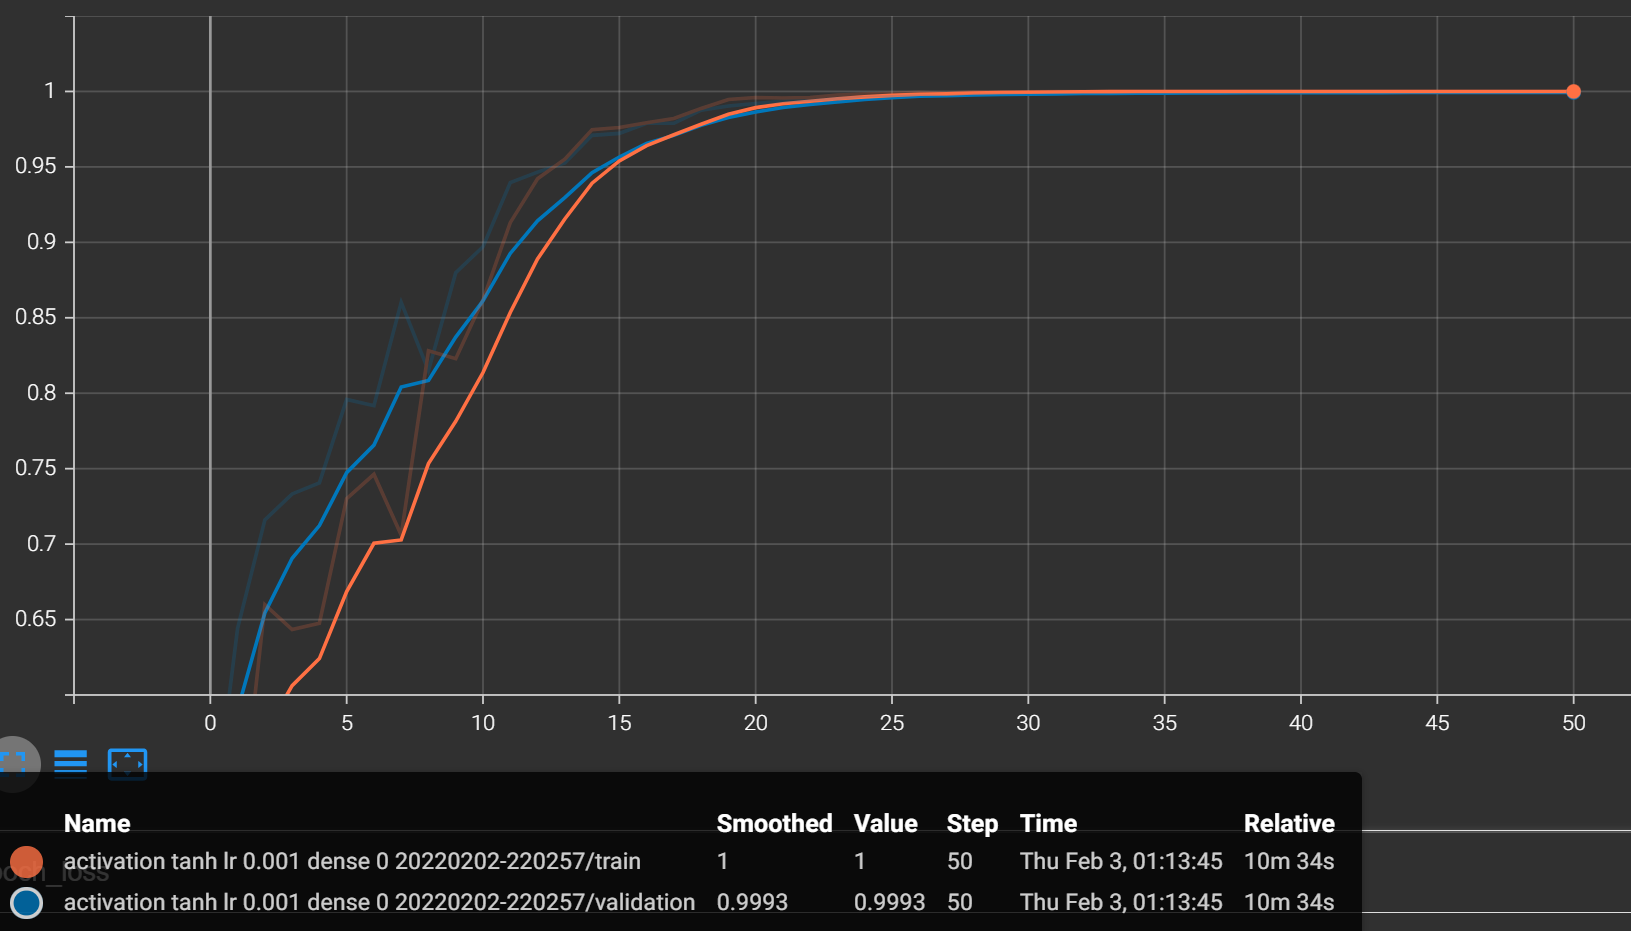 1
0.95
0.9
0.85
0.8
0.75
0.7
0.65
0 5 10 15 20 25 30 35 40 45 50
Name Smoothed Value Step Time Relative
activation tanh lr 0.001 dense 0 20220202-220257/train 1 1 50 Thu Feb 3, 01:13:45 10m 34s
och_loss
activation tanh lr 0.001 dense 0 20220202-220257/validation 0.9993 0.9993 50 Thu Feb 3, 01:13:45 10m 34s